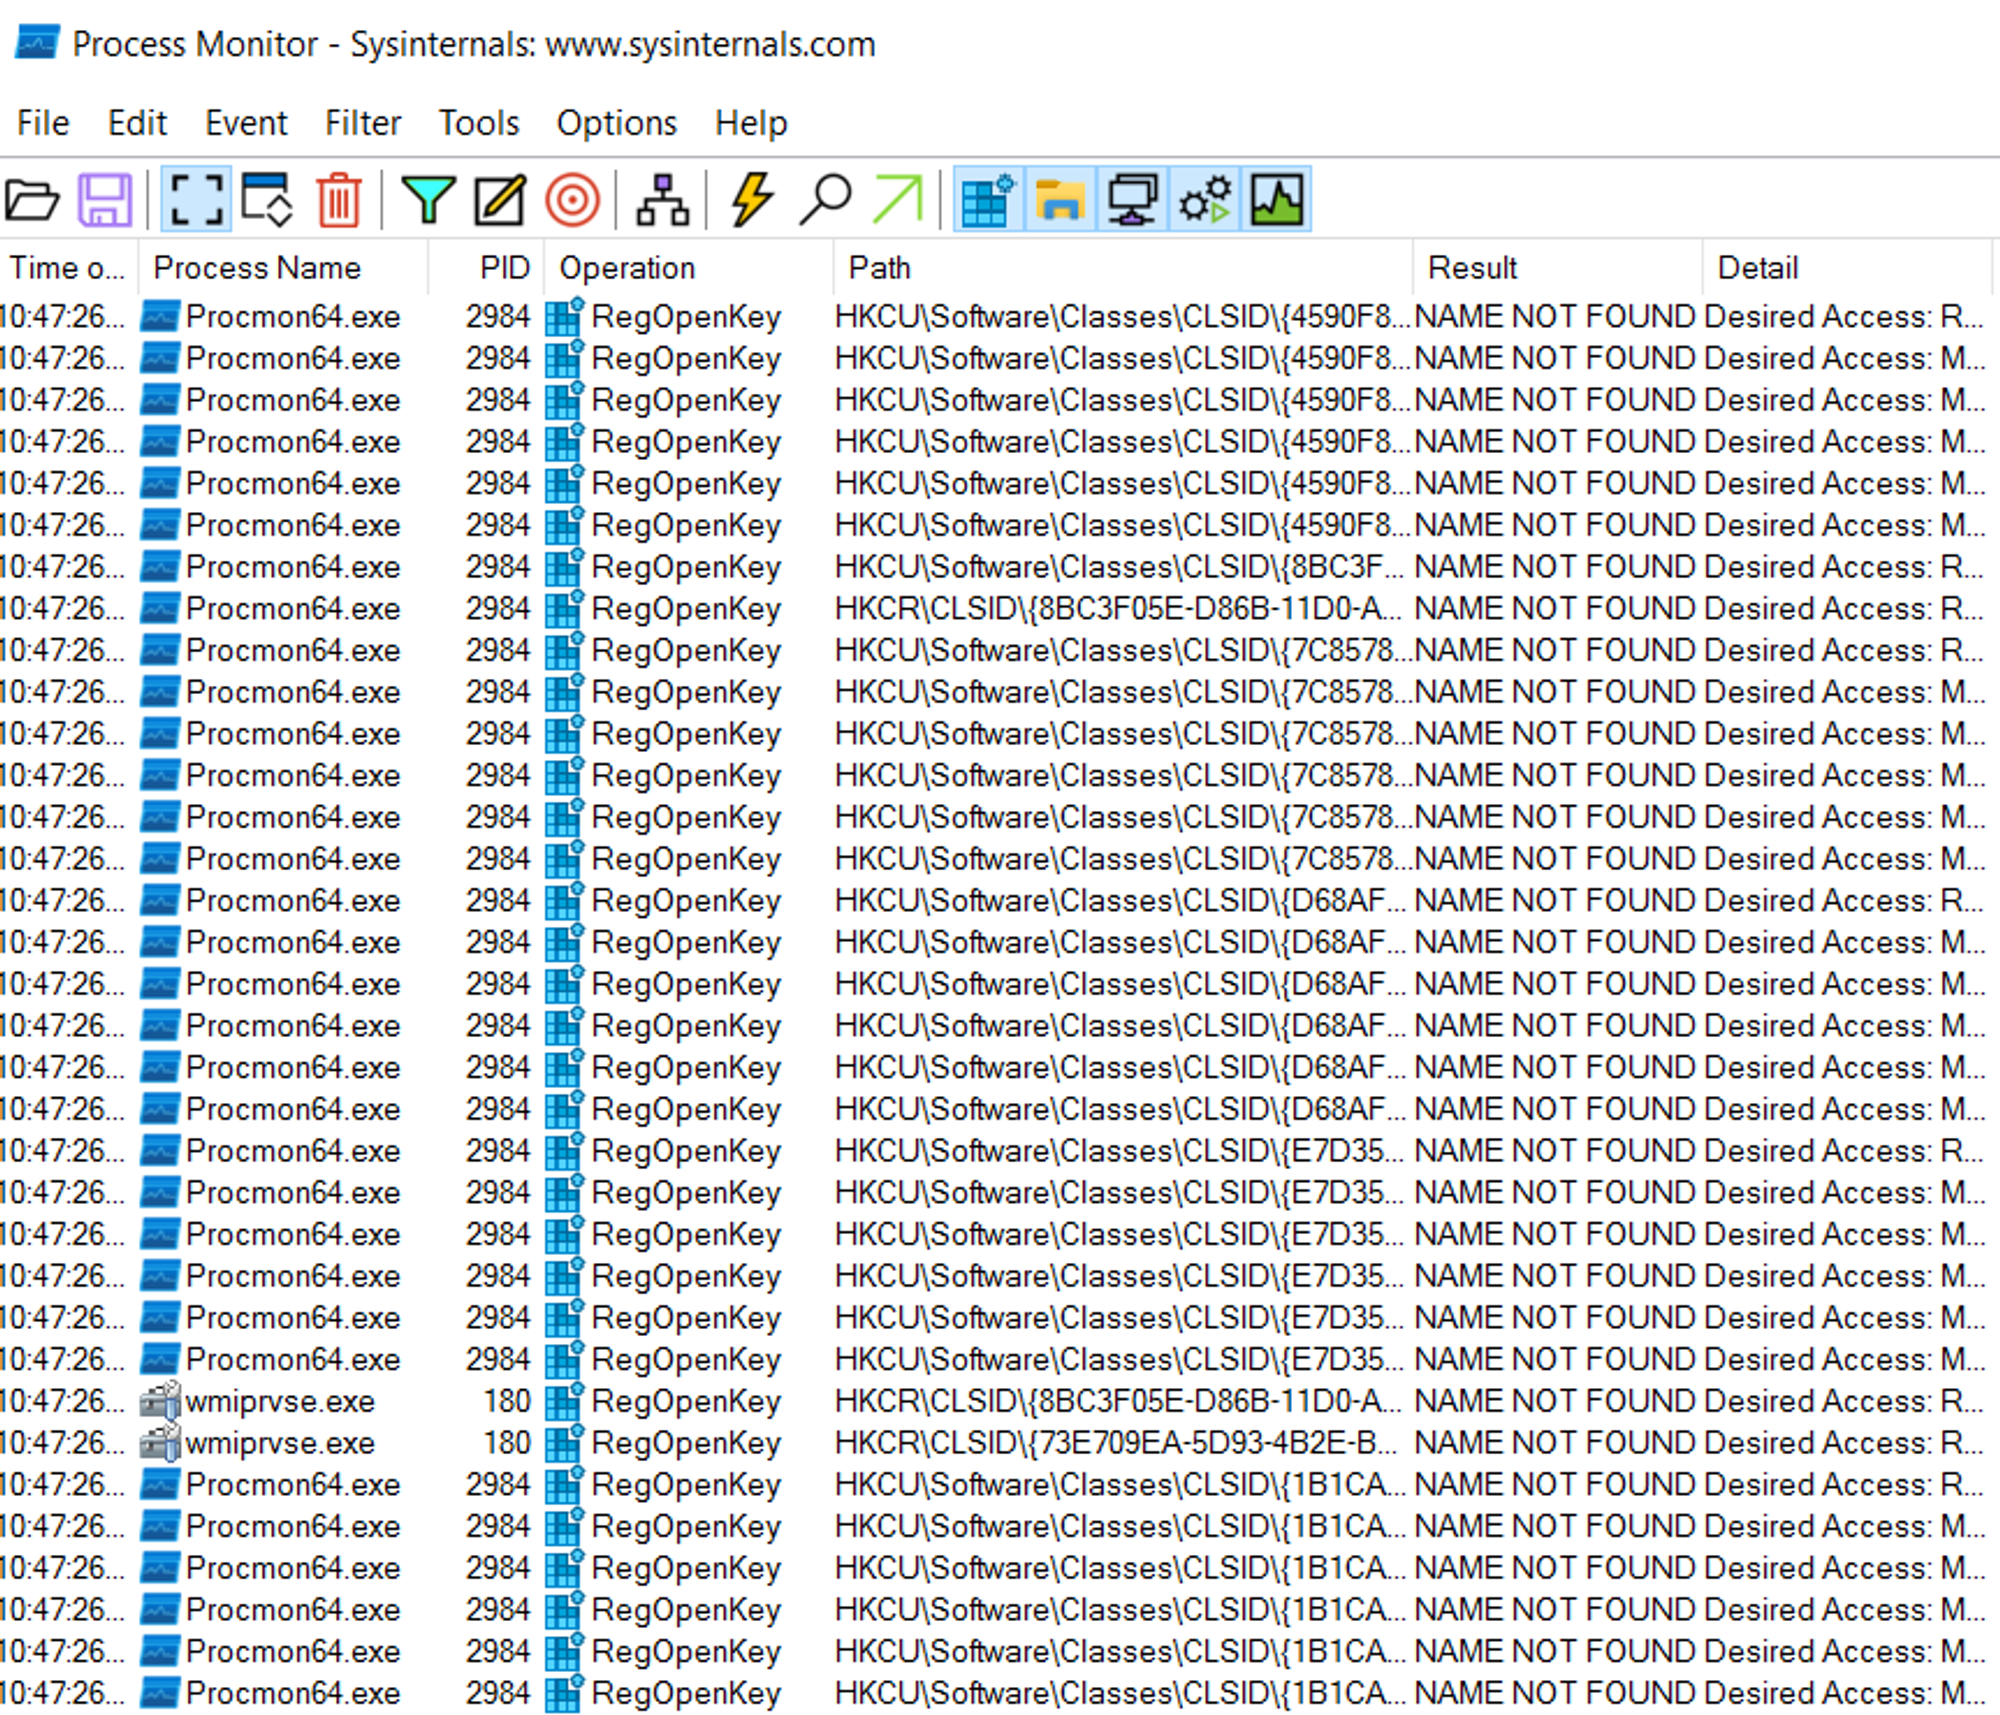 Process Monitor - Sysinternals: www.sysinternals.com
File Edit Event Filter Tools Options Help
Time o... Process Name PID Operation Path Result Detail
10:47:26... Procmon64.exe 2984 RegOpenKey HKCU\Software\Classes\CLSID\{4590F8... NAME NOT FOUND Desired Access: R...
10:47:26... Procmon64.exe 2984 RegOpenKey HKCU\Software\Classes\CLSID\{4590F8... NAME NOT FOUND Desired Access: M...
10:47:26... Procmon64.exe 2984 RegOpenKey HKCU\Software\Classes\CLSID\{4590F8... NAME NOT FOUND Desired Access: M...
10:47:26... Procmon64.exe 2984 RegOpenKey HKCU\Software\Classes\CLSID\{4590F8... NAME NOT FOUND Desired Access: M...
10:47:26... Procmon64.exe 2984 RegOpenKey HKCU\Software\Classes\CLSID\{4590F8... NAME NOT FOUND Desired Access: M...
10:47:26... Procmon64.exe 2984 RegOpenKey HKCU\Software\Classes\CLSID\{4590F8... NAME NOT FOUND Desired Access: M...
10:47:26... Procmon64.exe 2984 RegOpenKey HKCU\Software\Classes\CLSID\{8BC3F... NAME NOT FOUND Desired Access: R...
10:47:26... Procmon64.exe 2984 RegOpenKey HKCR\CLSID\{8BC3F05E-D86B-11D0-A... NAME NOT FOUND Desired Access: R...
10:47:26... Procmon64.exe 2984 RegOpenKey HKCU\Software\Classes\CLSID\{7C8578... NAME NOT FOUND Desired Access: R...
10:47:26... Procmon64.exe 2984 RegOpenKey HKCU\Software\Classes\CLSID\{7C8578... NAME NOT FOUND Desired Access: M...
10:47:26... Procmon64.exe 2984 RegOpenKey HKCU\Software\Classes\CLSID\{7C8578... NAME NOT FOUND Desired Access: M...
10:47:26... Procmon64.exe 2984 RegOpenKey HKCU\Software\Classes\CLSID\{7C8578... NAME NOT FOUND Desired Access: M...
10:47:26... Procmon64.exe 2984 RegOpenKey HKCU\Software\Classes\CLSID\{7C8578... NAME NOT FOUND Desired Access: M...
10:47:26... Procmon64.exe 2984 RegOpenKey HKCU\Software\Classes\CLSID\{7C8578... NAME NOT FOUND Desired Access: M...
10:47:26... Procmon64.exe 2984 RegOpenKey HKCU\Software\Classes\CLSID\{D68AF... NAME NOT FOUND Desired Access: R...
10:47:26... Procmon64.exe 2984 RegOpenKey HKCU\Software\Classes\CLSID\{D68AF... NAME NOT FOUND Desired Access: M...
10:47:26... Procmon64.exe 2984 RegOpenKey HKCU\Software\Classes\CLSID\{D68AF... NAME NOT FOUND Desired Access: M...
10:47:26... Procmon64.exe 2984 RegOpenKey HKCU\Software\Classes\CLSID\{D68AF... NAME NOT FOUND Desired Access: M...
10:47:26... Procmon64.exe 2984 RegOpenKey HKCU\Software\Classes\CLSID\{D68AF... NAME NOT FOUND Desired Access: M...
10:47:26... Procmon64.exe 2984 RegOpenKey HKCU\Software\Classes\CLSID\{D68AF... NAME NOT FOUND Desired Access: M...
10:47:26... Procmon64.exe 2984 RegOpenKey HKCU\Software\Classes\CLSID\{E7D35... NAME NOT FOUND Desired Access: R...
10:47:26... Procmon64.exe 2984 RegOpenKey HKCU\Software\Classes\CLSID\{E7D35... NAME NOT FOUND Desired Access: M...
10:47:26... Procmon64.exe 2984 RegOpenKey HKCU\Software\Classes\CLSID\{E7D35... NAME NOT FOUND Desired Access: M...
10:47:26... Procmon64.exe 2984 RegOpenKey HKCU\Software\Classes\CLSID\{E7D35... NAME NOT FOUND Desired Access: M...
10:47:26... Procmon64.exe 2984 RegOpenKey HKCU\Software\Classes\CLSID\{E7D35... NAME NOT FOUND Desired Access: M...
10:47:26... Procmon64.exe 2984 RegOpenKey HKCU\Software\Classes\CLSID\{E7D35... NAME NOT FOUND Desired Access: M...
10:47:26... wmiprvse.exe 180 RegOpenKey HKCR\CLSID\{8BC3F05E-D86B-11D0-A... NAME NOT FOUND Desired Access: R...
10:47:26... wmiprvse.exe 180 RegOpenKey HKCR\CLSID\{73E709EA-5D93-4B2E-B... NAME NOT FOUND Desired Access: R...
10:47:26... Procmon64.exe 2984 RegOpenKey HKCU\Software\Classes\CLSID\{1B1CA... NAME NOT FOUND Desired Access: R...
10:47:26... Procmon64.exe 2984 RegOpenKey HKCU\Software\Classes\CLSID\{1B1CA... NAME NOT FOUND Desired Access: M...
10:47:26... Procmon64.exe 2984 RegOpenKey HKCU\Software\Classes\CLSID\{1B1CA... NAME NOT FOUND Desired Access: M...
10:47:26... Procmon64.exe 2984 RegOpenKey HKCU\Software\Classes\CLSID\{1B1CA... NAME NOT FOUND Desired Access: M...
10:47:26... Procmon64.exe 2984 RegOpenKey HKCU\Software\Classes\CLSID\{1B1CA... NAME NOT FOUND Desired Access: M...
10:47:26... Procmon64.exe 2984 RegOpenKey HKCU\Software\Classes\CLSID\{1B1CA... NAME NOT FOUND Desired Access: M...